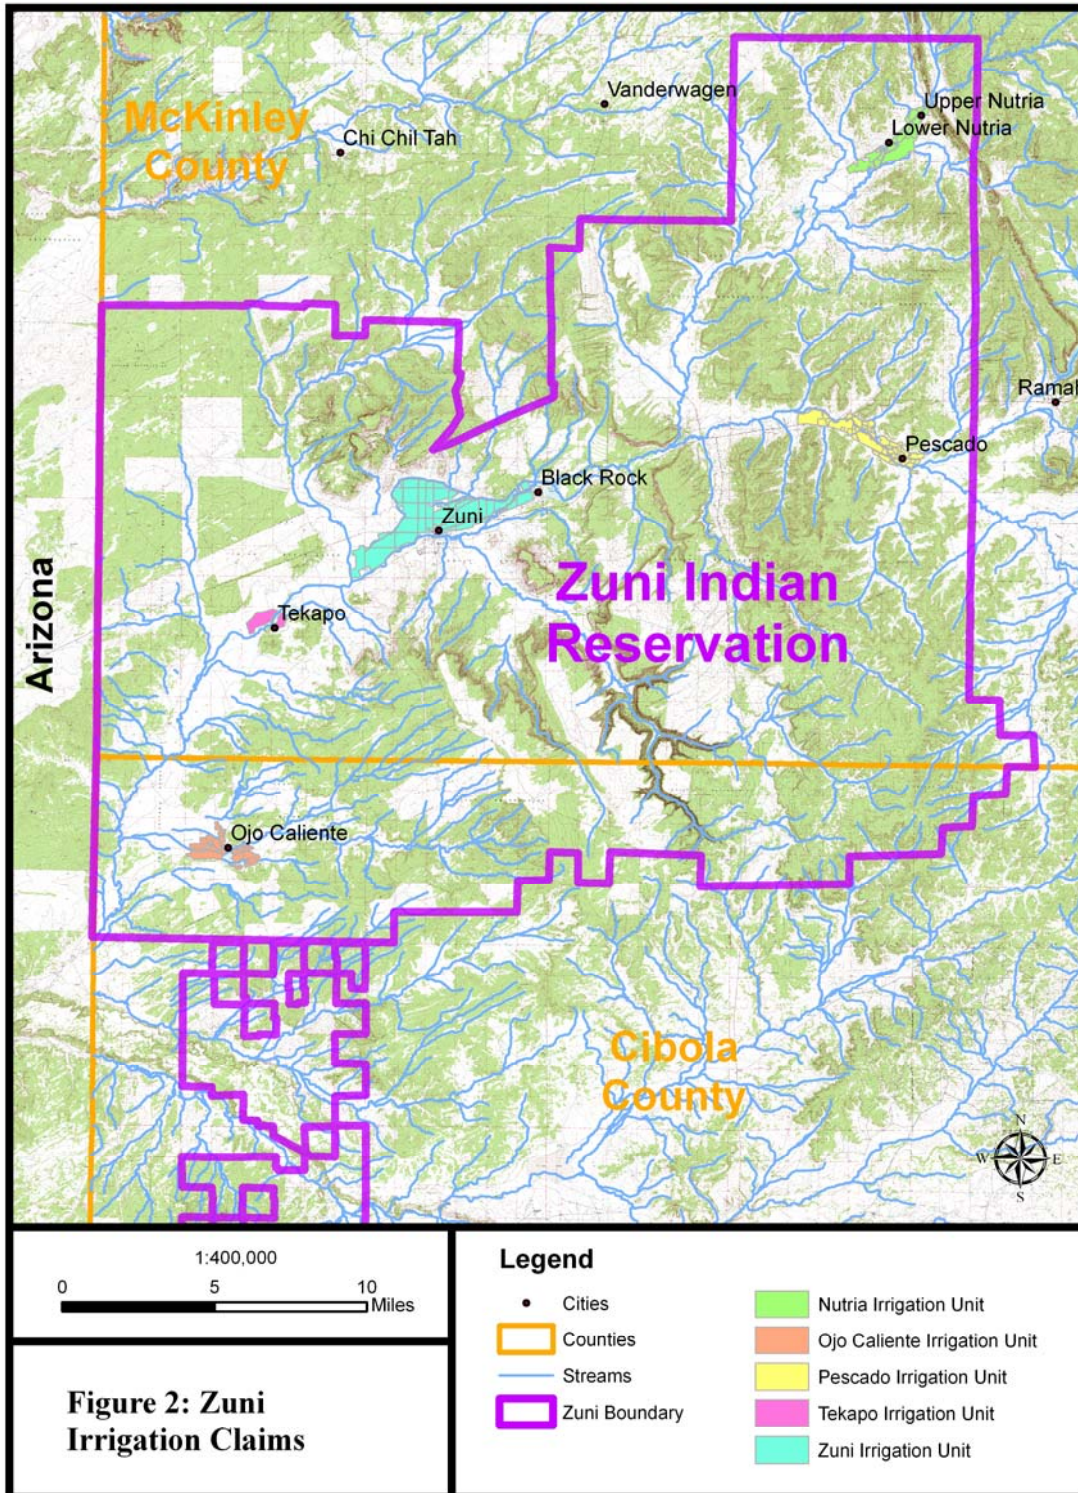 Vanderwagen
Upper Nutria
McKinley
County
Chi Chil Tah
Lower Nutria
Ramah
Pescado
Black Rock
Zuni
Zuni Indian
Reservation
Arizona
Tekapo
Ojo Caliente
Cibola
County
N
W
E
S
1:400,000
0 5 10
Miles
Figure 2: Zuni
Irrigation Claims
Legend
Cities
Counties
Streams
Zuni Boundary
Nutria Irrigation Unit
Ojo Caliente Irrigation Unit
Pescado Irrigation Unit
Tekapo Irrigation Unit
Zuni Irrigation Unit